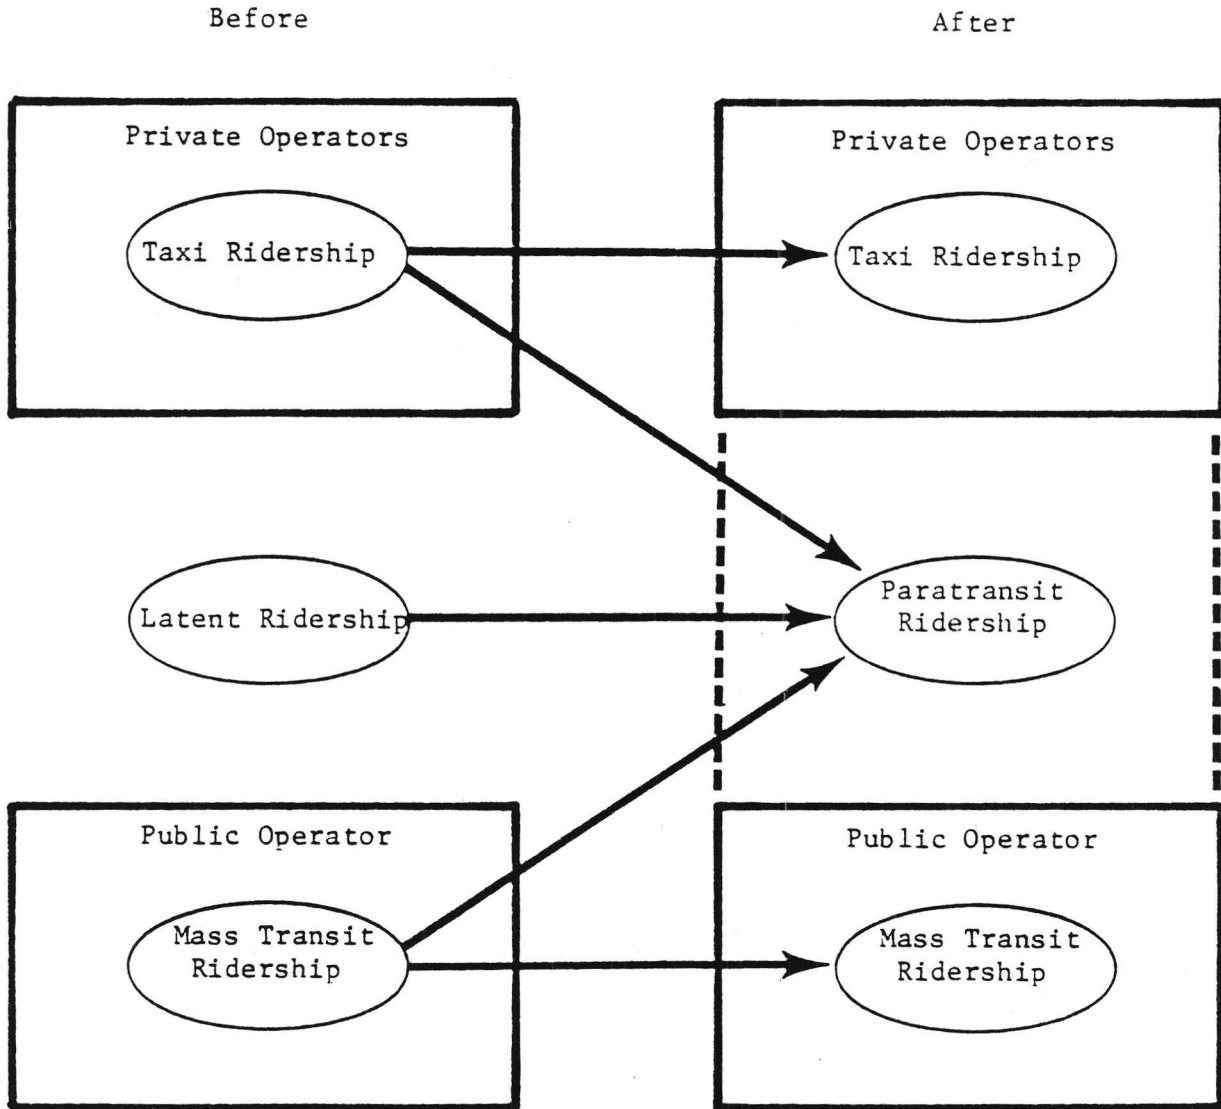 Before
After
Private Operators
Private Operators
Taxi Ridership
Taxi Ridership
Latent Ridership
Paratransit
Ridership
Public Operator
Public Operator
Mass Transit
Ridership
Mass Transit
Ridership